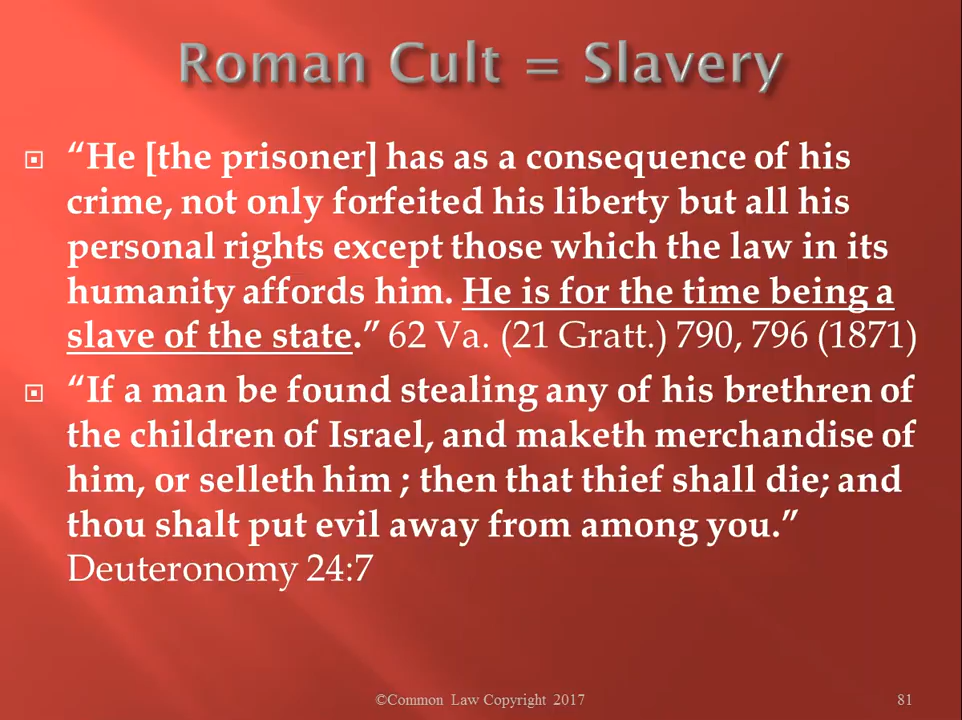 Roman Cult = Slavery
“He [the prisoner] has as a consequence of his
crime, not only forfeited his liberty but all his
personal rights except those which the law in its
humanity affords him. He is for the time being a
slave of the state.” 62 Va. (21 Gratt.) 790, 796 (1871)
“If a man be found stealing any of his brethren of
the children of Israel, and maketh merchandise of
him, or selleth him ; then that thief shall die; and
thou shalt put evil away from among you.”
Deuteronomy 24:7
©Common Law Copyright 2017
81